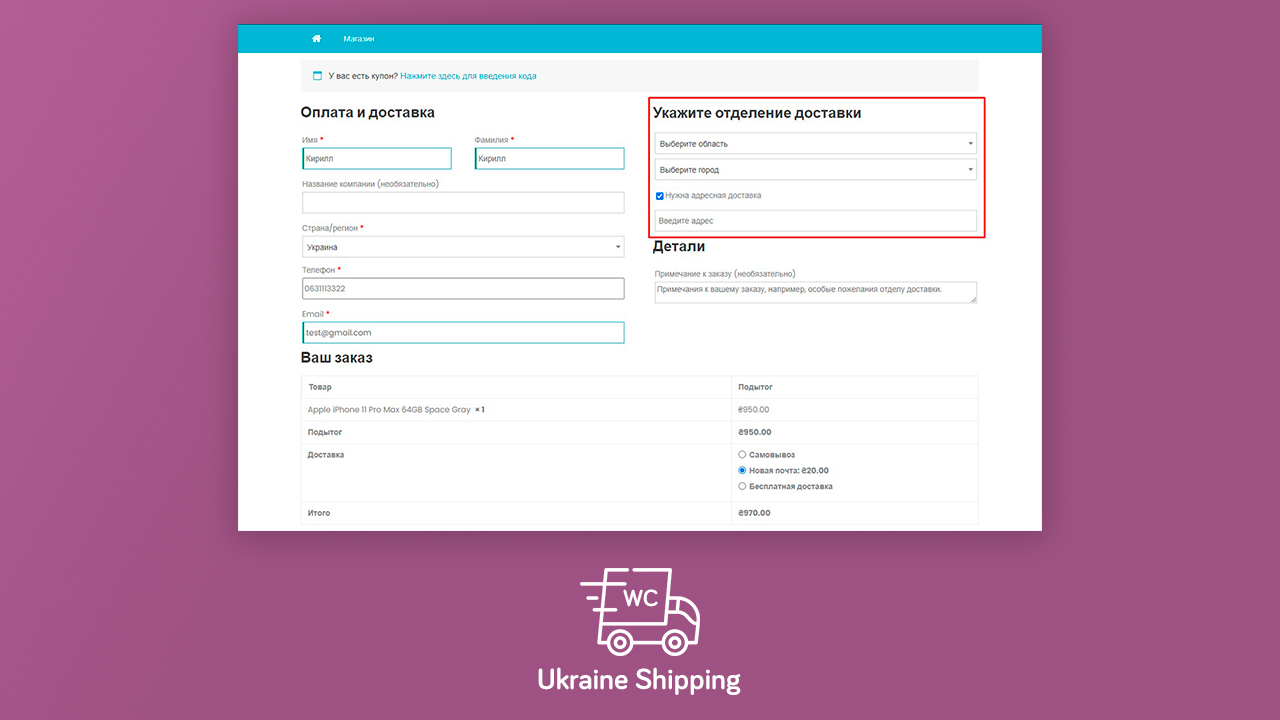 Магазин
У вас есть купон? Нажмите здесь для введения кода
Оплата и доставка
Имя *
Фамилия *
Кирилл
Кирилл
Название компании (необязательно)
Страна/регион *
Украина
Телефон *
0631113322
Email *
test@gmail.com
Укажите отделение доставки
Выберите область
Выберите город
Нужна адресная доставка
Введите адрес
Детали
Примечание к заказу (необязательно)
Примечания к вашему заказу, например, особые пожелания отделу доставки.
Ваш заказ
Товар Подытог
Apple iPhone 11 Pro Max 64GB Space Gray × 1 ₴950.00
Подытог ₴950.00
Доставка
Самовывоз
Новая почта: ₴20.00
Бесплатная доставка
Итого ₴970.00
WC
Ukraine Shipping